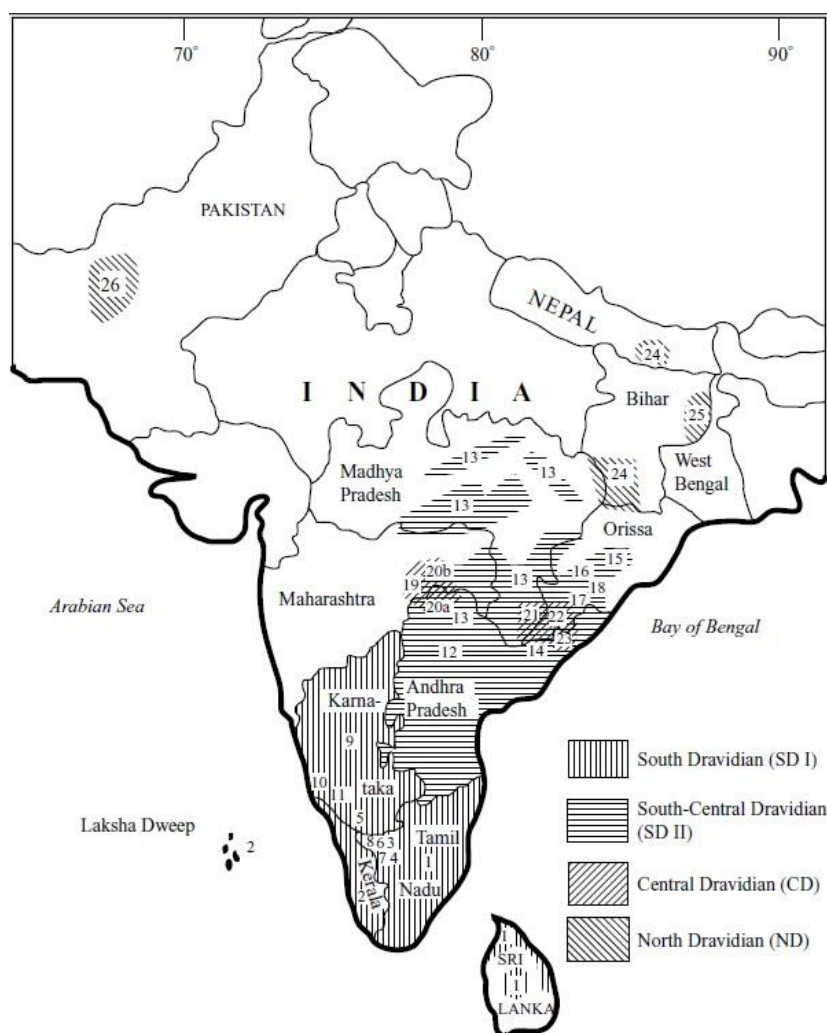 70° 80° 90°
PAKISTAN
26
NEPAL
24
I N D I A
Bihar
25
13
Madhya
Pradesh
13
24
West
Bengal
13
Orissa
15
20b
16
19
13
18
Maharashtra
17
20a
21
22
Arabian Sea
13
Bay of Bengal
23
14
12
Karna-
Andhra
Pradesh
9
South Dravidian (SD I)
10
11
taka
South-Central Dravidian
(SD II)
5
Laksha Dweep
2
Tamil
8 6 3
7 4
1
Central Dravidian (CD)
Kerala
2
Nadu
North Dravidian (ND)
1
SRI
1
LANKA